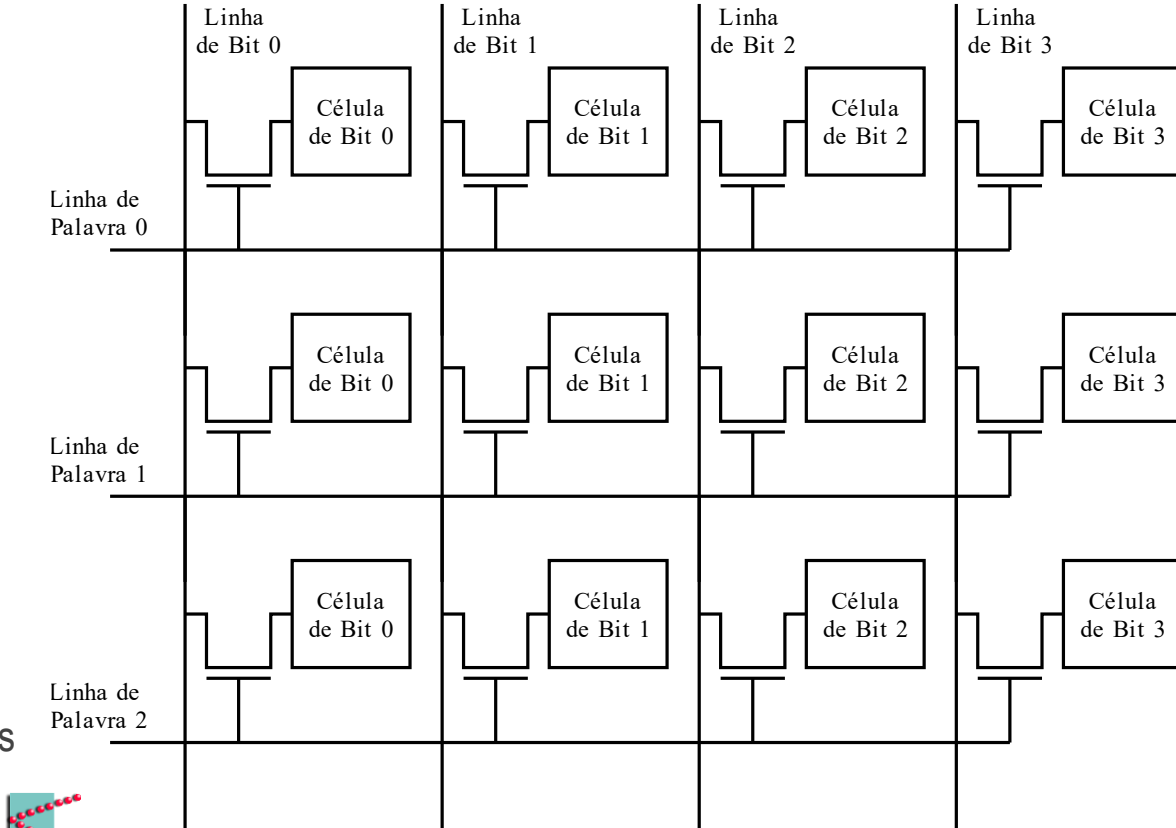 Linha
de Bit 0
Linha
de Bit 1
Linha
de Bit 2
Linha
de Bit 3
Célula
de Bit 0
Célula
de Bit 1
Célula
de Bit 2
Célula
de Bit 3
Linha de
Palavra 0
Célula
de Bit 0
Célula
de Bit 1
Célula
de Bit 2
Célula
de Bit 3
Linha de
Palavra 1
Célula
de Bit 0
Célula
de Bit 1
Célula
de Bit 2
Célula
de Bit 3
Linha de
Palavra 2
s